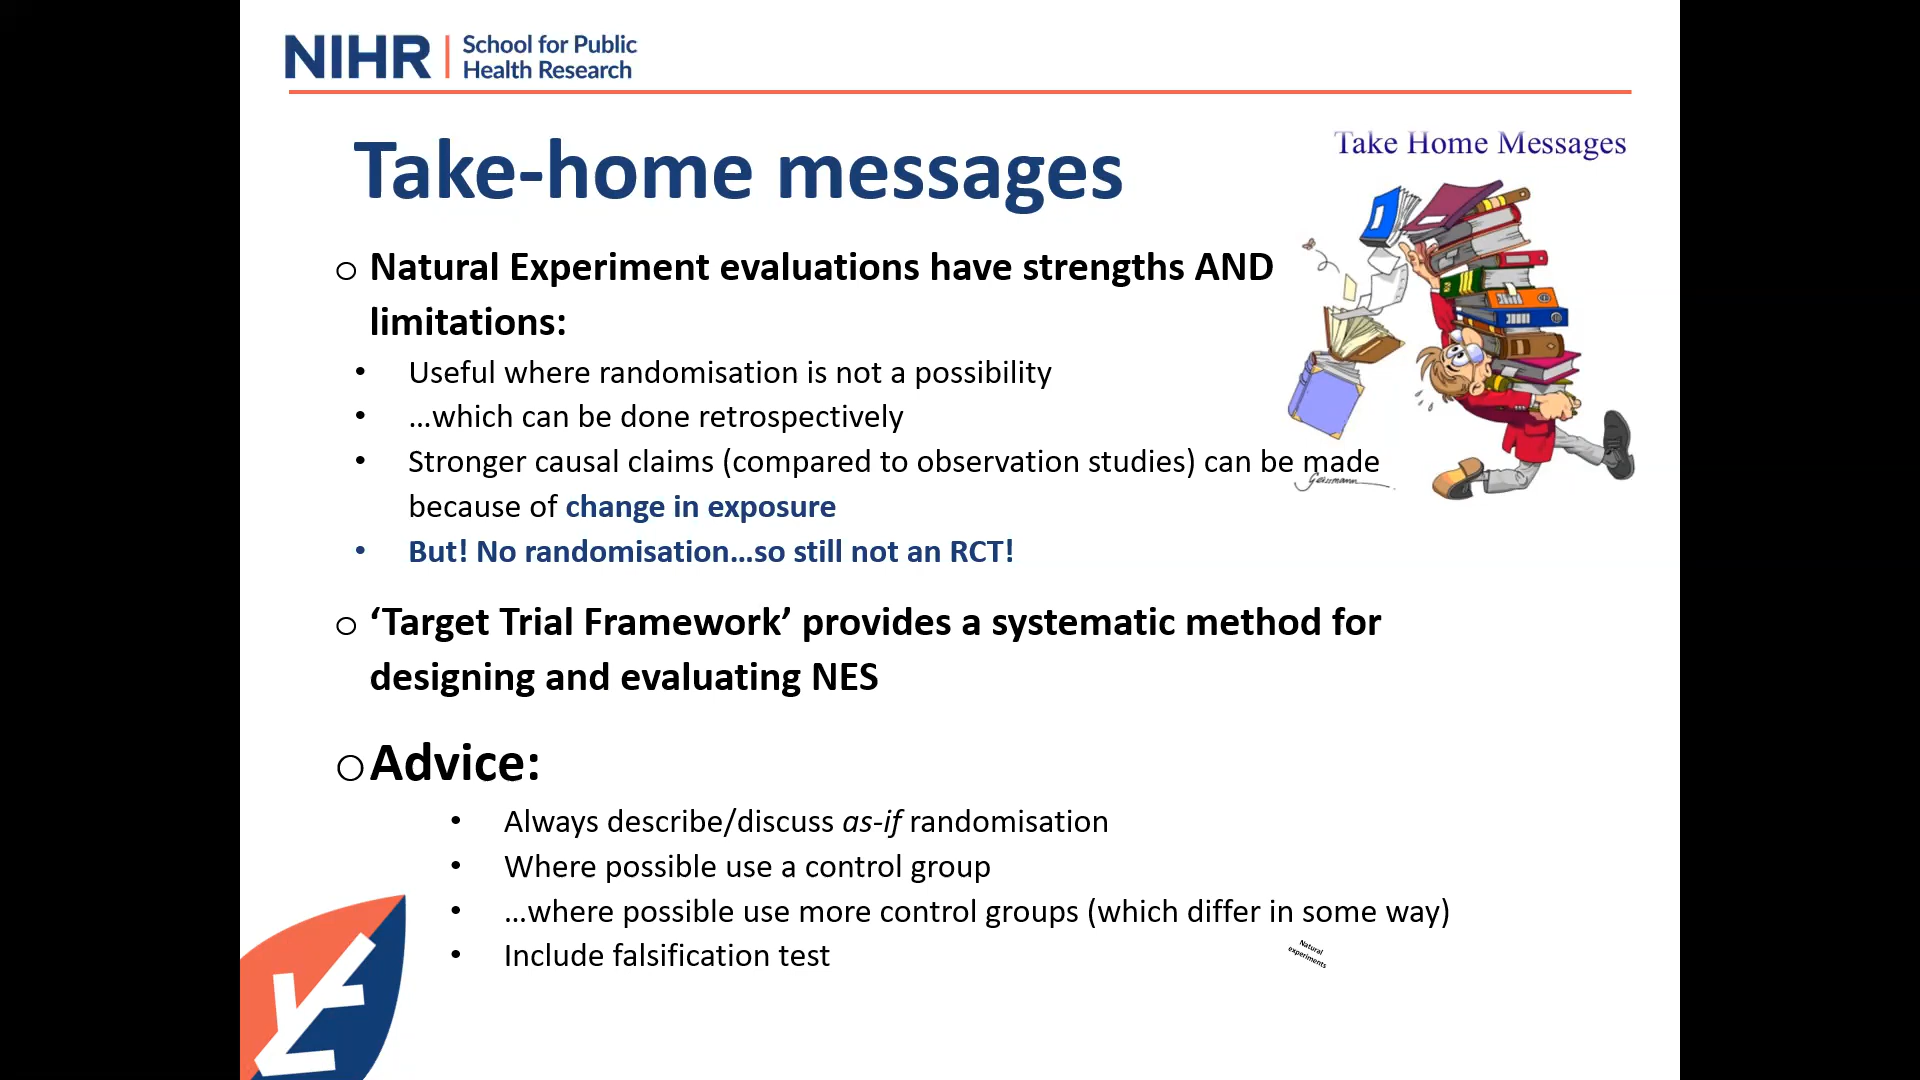 NIHR | School for Public
Health Research
Take-home messages
Take Home Messages
o Natural Experiment evaluations have strengths AND
limitations:
• Useful where randomisation is not a possibility
• …which can be done retrospectively
• Stronger causal claims (compared to observation studies) can be made
because of change in exposure
• But! No randomisation…so still not an RCT!
o ‘Target Trial Framework’ provides a systematic method for
designing and evaluating NES
o Advice:
• Always describe/discuss as-if randomisation
• Where possible use a control group
• …where possible use more control groups (which differ in some way)
• Include falsification test
Natural
experiments